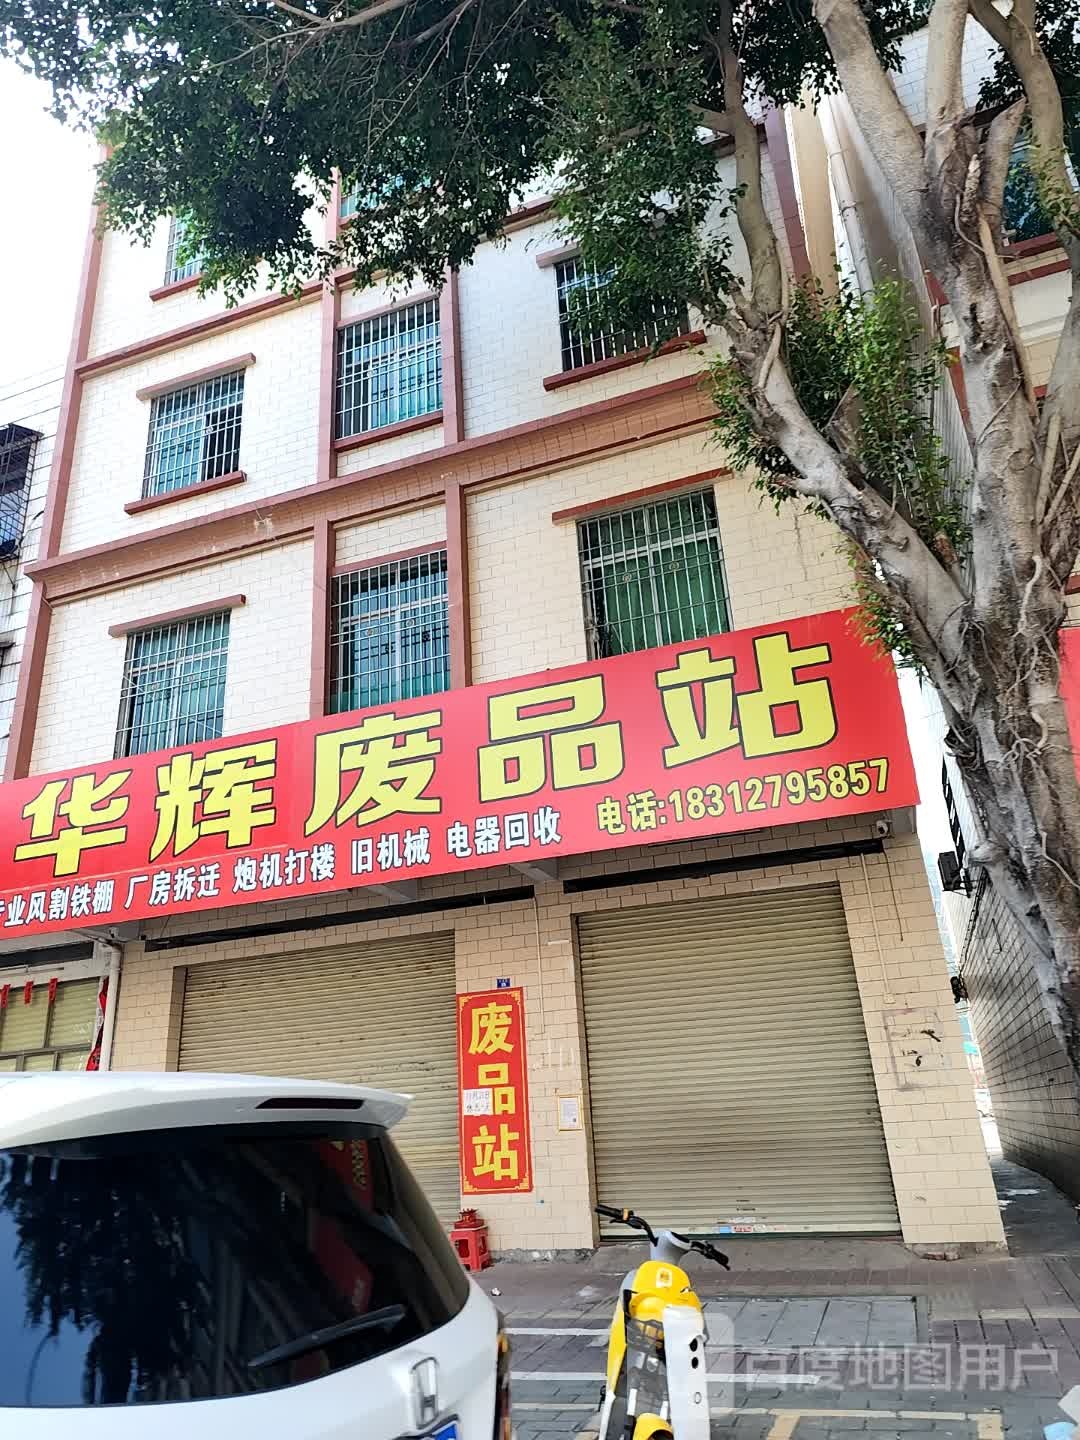 华辉废品站
电话:18312795857
专业风割铁棚 厂房拆迁 炮机打楼 旧机械 电器回收
废品站
百度地图用户